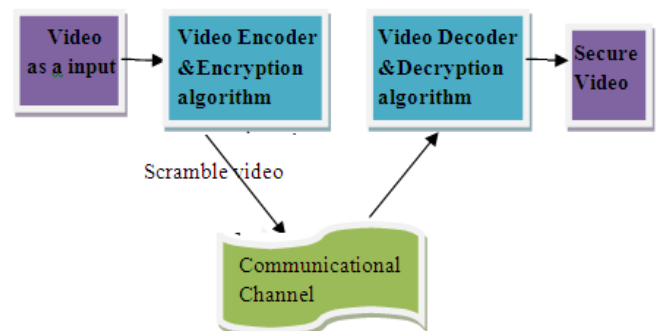 Video
as a input
Video Encoder
&Encryption
algorithm
Video Decoder
&Decryption
algorithm
Secure
Video
Scramble video
Communicational
Channel